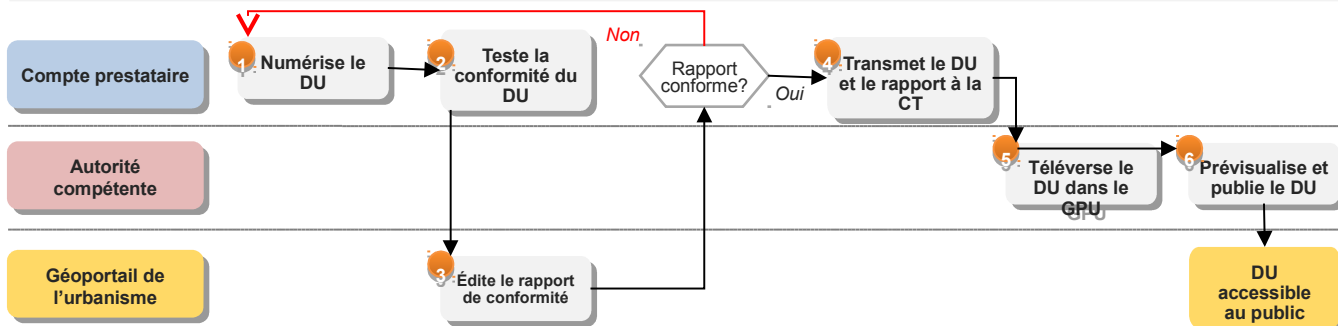 Non
Compte prestataire
1
Numérise le
DU
2
Teste la
conformité du
DU
Rapport
conforme?
Oui
4
Transmet le DU
et le rapport à la
CT
Autorité
compétente
5
Téléverse le
DU dans le
GPU
6
Prévisualise et
publie le DU
Géoportail de
l'urbanisme
3
Édite le rapport
de conformité
DU
accessible
au public